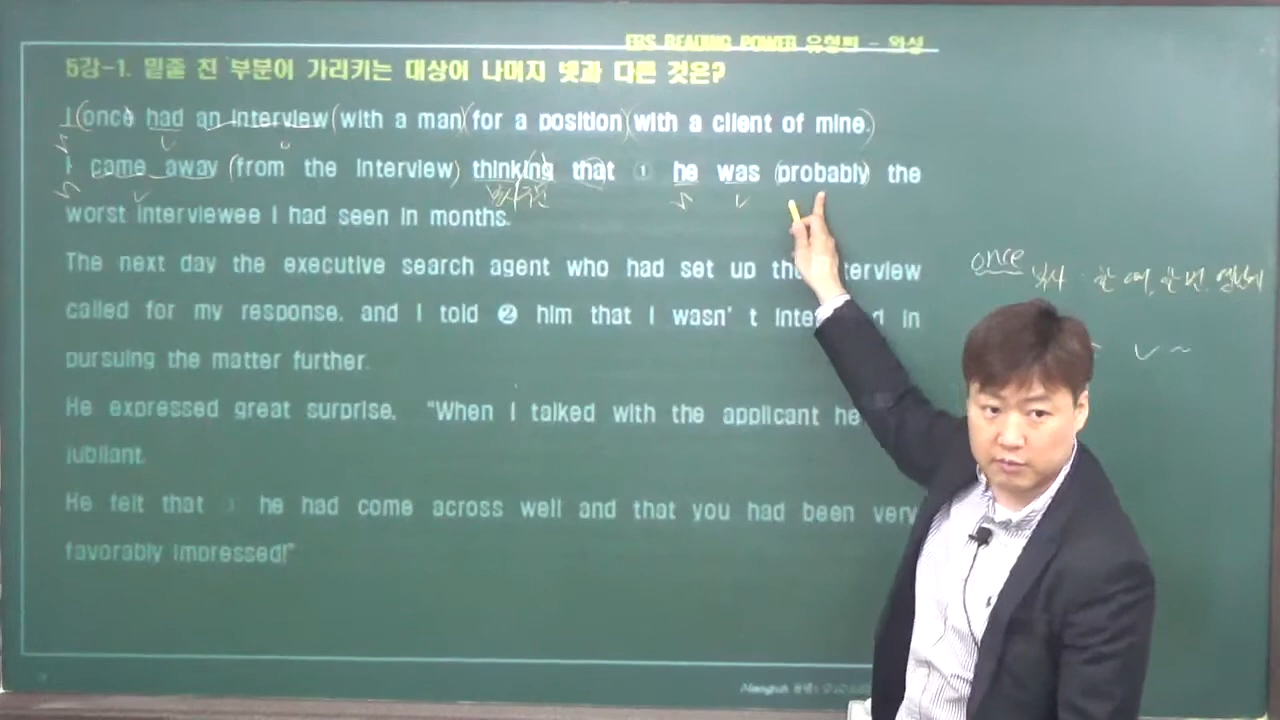 EBS READING POWER 유형편 - 완성
5강-1. 밑줄 친 부분이 가리키는 대상이 나머지 넷과 다른 것은?
I (once) had an interview (with a man)(for a position)(with a client of mine.)
I came away (from the interview) thinking that ① he was (probably) the
worst interviewee I had seen in months.
The next day the executive search agent who had set up the interview
called for my response, and I told ② him that I wasn't in
pursuing the matter further.
He expressed great surprise. "When I talked with the applicant he
jubilant.
He felt that ③ he had come across well and that you had been very
favorably impressed!"
once
부사